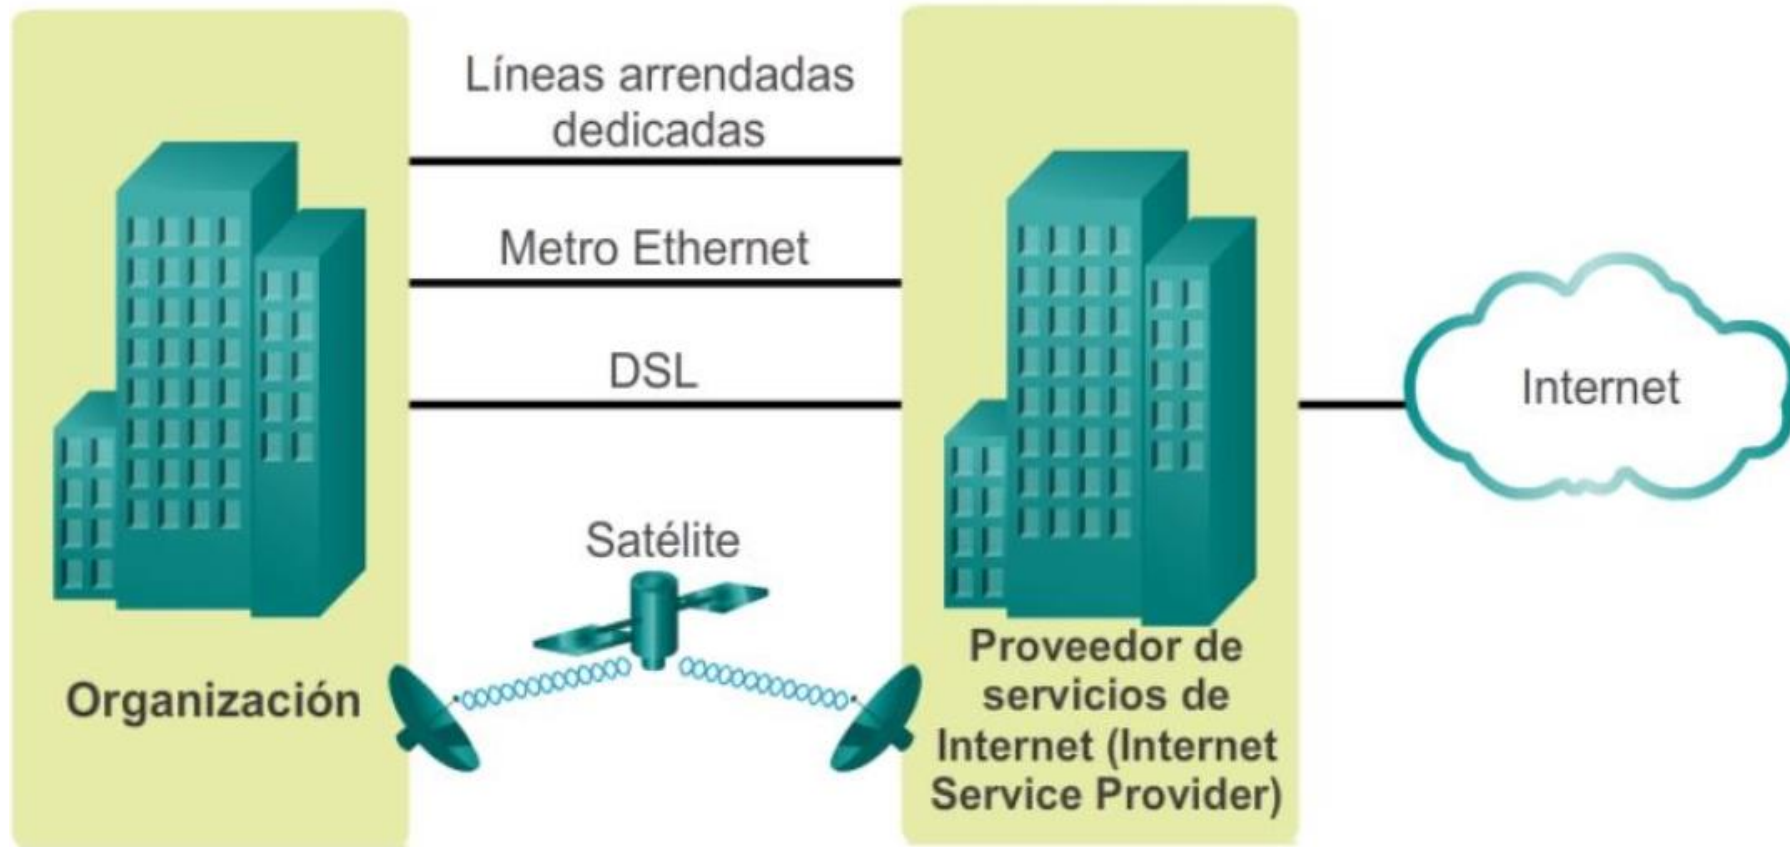 Líneas arrendadas
dedicadas
Metro Ethernet
DSL
Satélite
Organización
Proveedor de
servicios de
Internet (Internet
Service Provider)
Internet